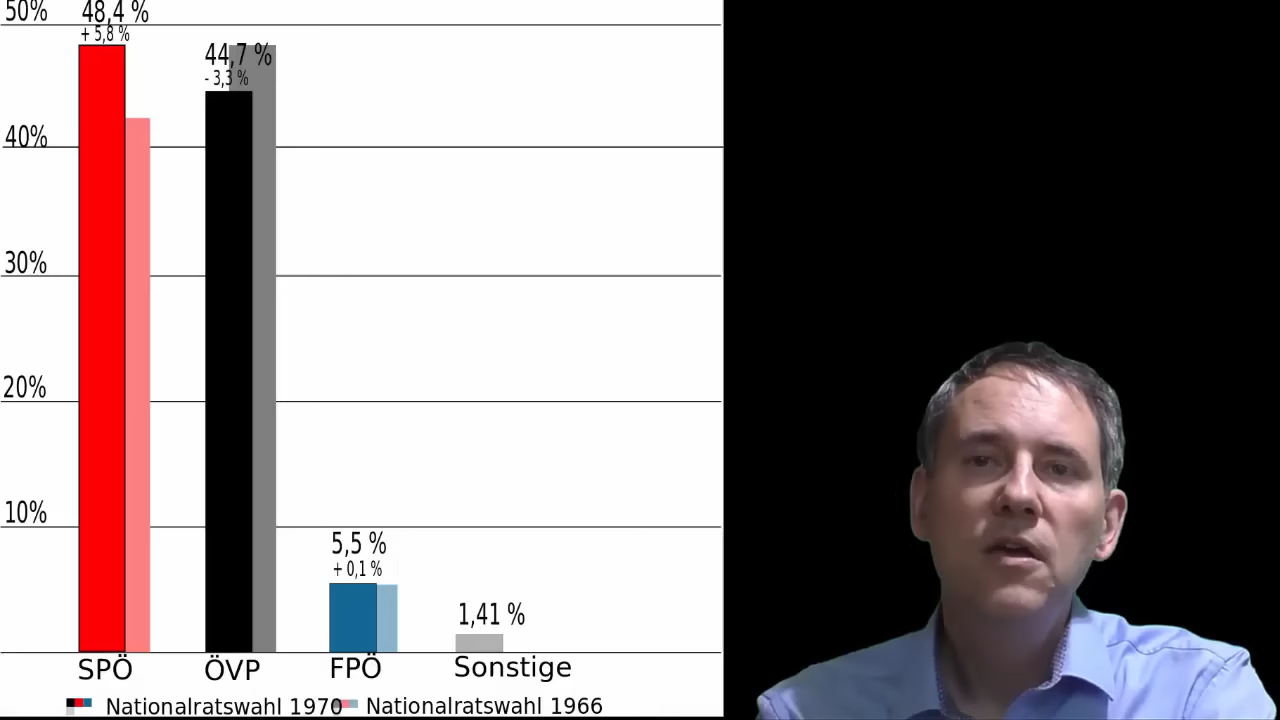 50%
48,4 %
+ 5,8 %
44,7 %
- 3,3 %
40%
30%
20%
10%
5,5 %
+ 0,1 %
1,41 %
SPÖ ÖVP FPÖ Sonstige
Nationalratswahl 1970 Nationalratswahl 1966